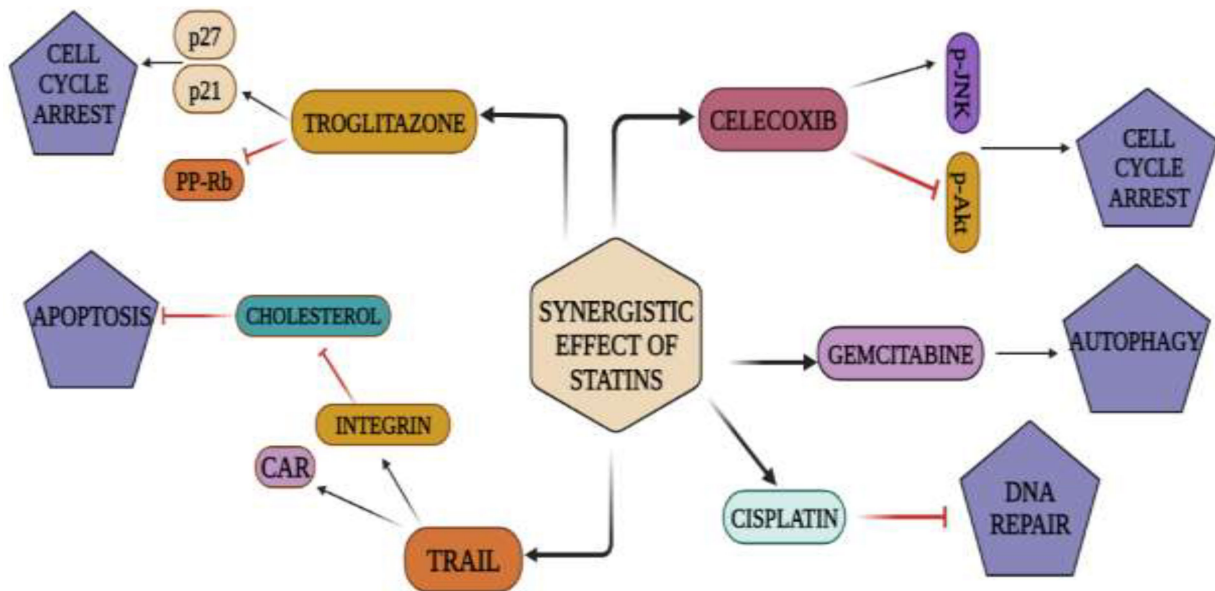 CELL
CYCLE
ARREST
p27
p21
TROGLITAZONE
PP-Rb
CELECOXIB
p-JNK
p-Akt
CELL
CYCLE
ARREST
APOPTOSIS
CHOLESTEROL
INTEGRIN
CAR
TRAIL
SYNERGISTIC
EFFECT OF
STATINS
GEMCITABINE
AUTOPHAGY
CISPLATIN
DNA
REPAIR